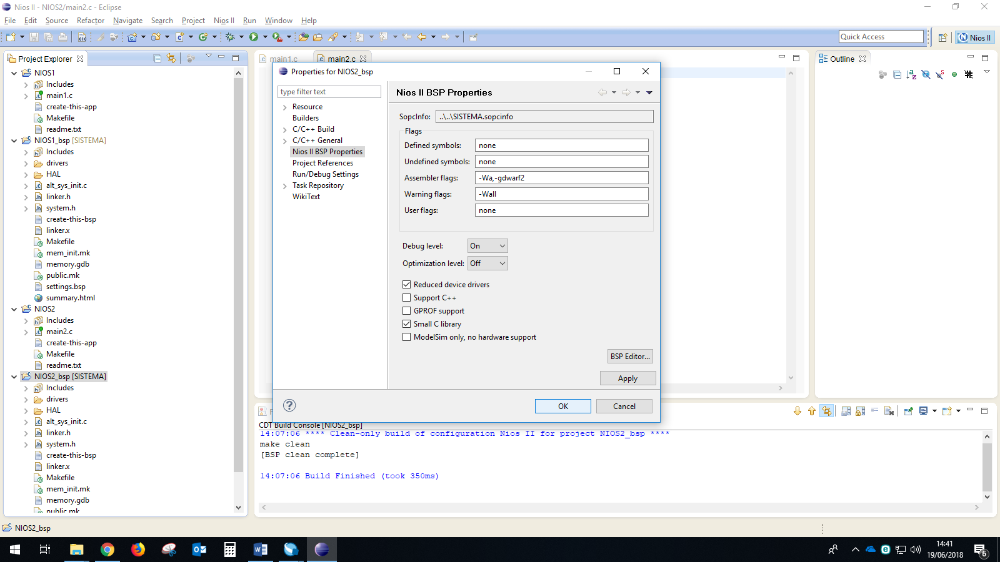 Nios II - NIOS2/main2.c - Eclipse
File Edit Source Refactor Navigate Search Project Nios II Run Window Help
Quick Access
Nios II
Project Explorer
NIOS1
Includes
main1.c
create-this-app
Makefile
readme.txt
NIOS1_bsp [SISTEMA]
Includes
drivers
HAL
alt_sys_init.c
linker.h
system.h
create-this-bsp
linker.x
Makefile
mem_init.mk
memory.gdb
public.mk
settings.bsp
summary.html
NIOS2
Includes
main2.c
create-this-app
Makefile
readme.txt
NIOS2_bsp [SISTEMA]
Includes
drivers
HAL
alt_sys_init.c
linker.h
system.h
create-this-bsp
linker.x
Makefile
mem_init.mk
memory.gdb
public.mk
main1.c
main2.c
Outline
Properties for NIOS2_bsp
type filter text
Resource
Builders
C/C++ Build
C/C++ General
Nios II BSP Properties
Project References
Run/Debug Settings
Task Repository
WikiText
Nios II BSP Properties
SopcInfo: ..\..\SISTEMA.sopcinfo
Flags
Defined symbols: none
Undefined symbols: none
Assembler flags: -Wa,-gdwarf2
Warning flags: -Wall
User flags: none
Debug level: On
Optimization level: Off
Reduced device drivers
Support C++
GPROF support
Small C library
ModelSim only, no hardware support
BSP Editor...
Apply
OK Cancel
CDT Build Console [NIOS2_bsp]
14:07:06 **** Clean-only build of configuration Nios II for project NIOS2_bsp ****
make clean
[BSP clean complete]
14:07:06 Build Finished (took 350ms)
NIOS2_bsp
14:41
19/06/2018
6